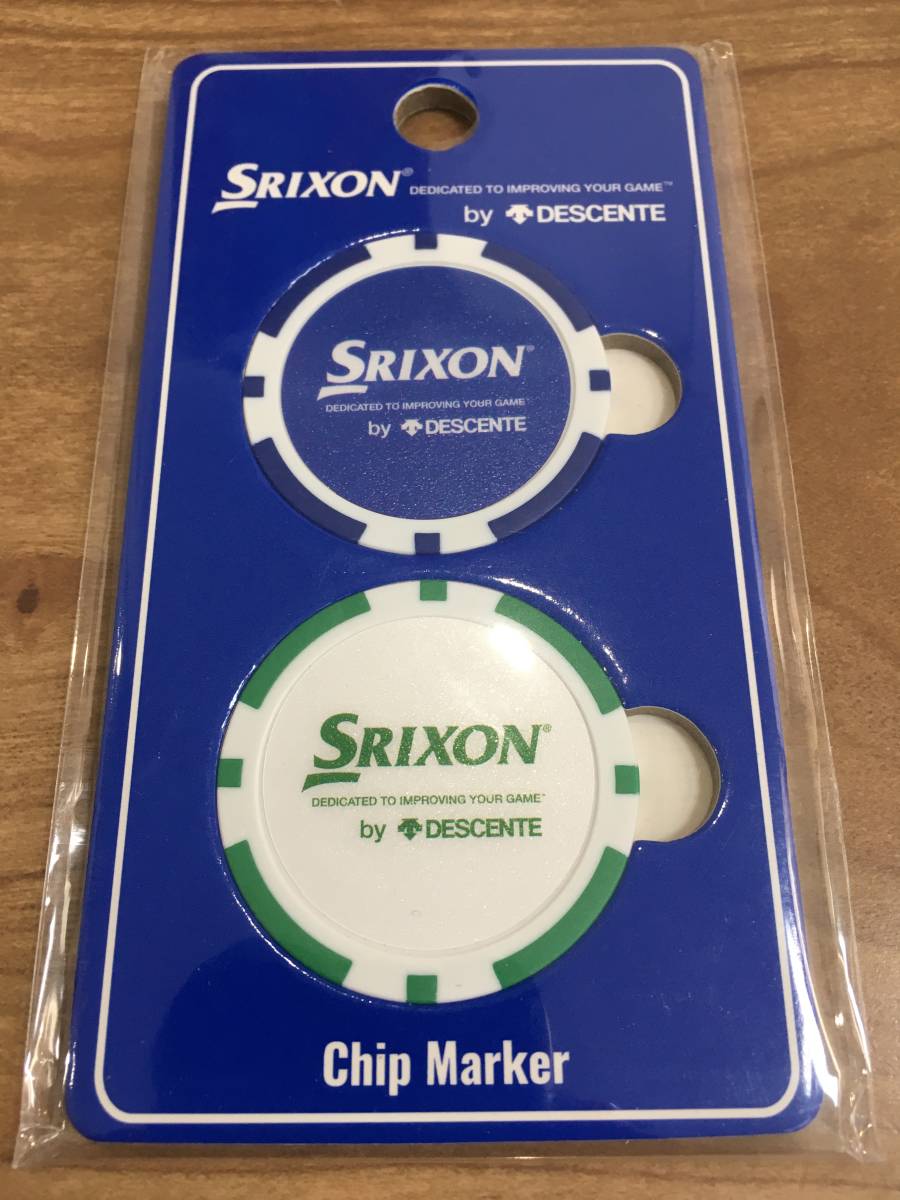 SRIXON® DEDICATED TO IMPROVING YOUR GAME™
by DESCENTE
SRIXON®
DEDICATED TO IMPROVING YOUR GAME™
by DESCENTE
SRIXON®
DEDICATED TO IMPROVING YOUR GAME™
by DESCENTE
Chip Marker